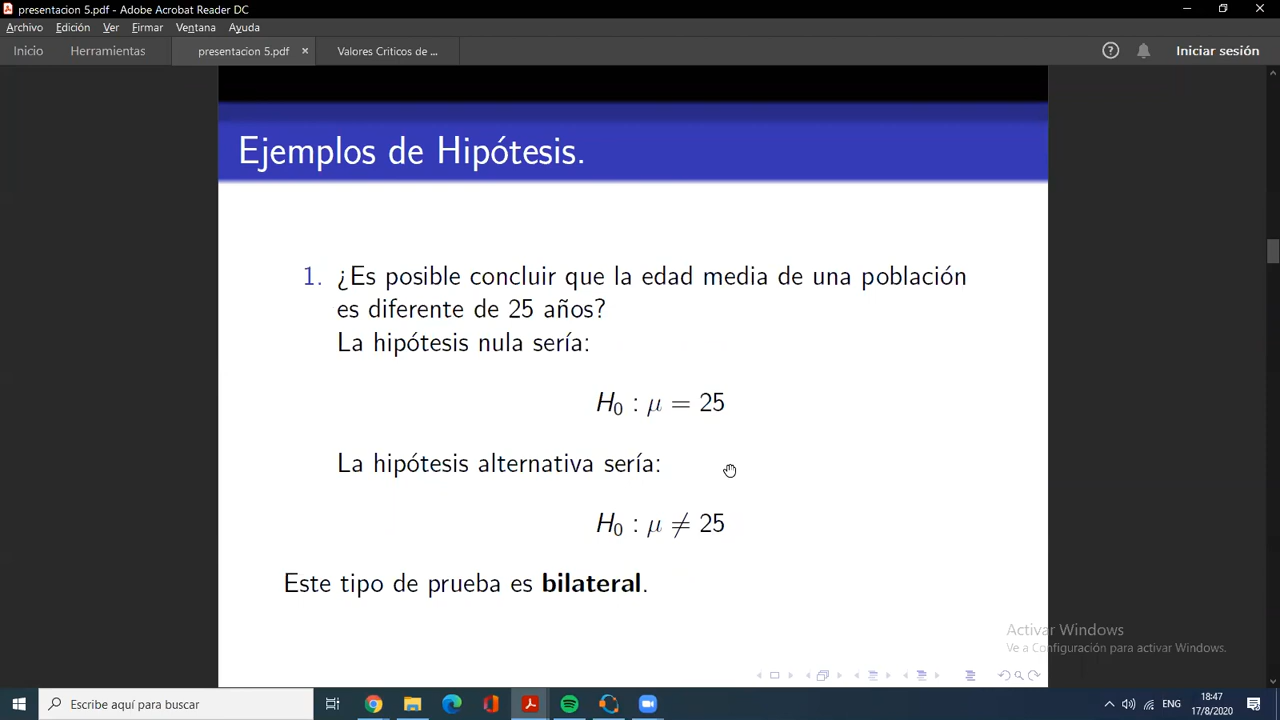 presentacion 5.pdf - Adobe Acrobat Reader DC
Archivo Edición Ver Firmar Ventana Ayuda
Inicio Herramientas presentacion 5.pdf × Valores Criticos de ... Iniciar sesión
Ejemplos de Hipótesis.
1. ¿Es posible concluir que la edad media de una población
es diferente de 25 años?
La hipótesis nula sería:
H₀ : μ = 25
La hipótesis alternativa sería:
H₀ : μ ≠ 25
Este tipo de prueba es bilateral.
Activar Windows
Ve a Configuración para activar Windows.
Escribe aquí para buscar
ENG
18:47
17/8/2020